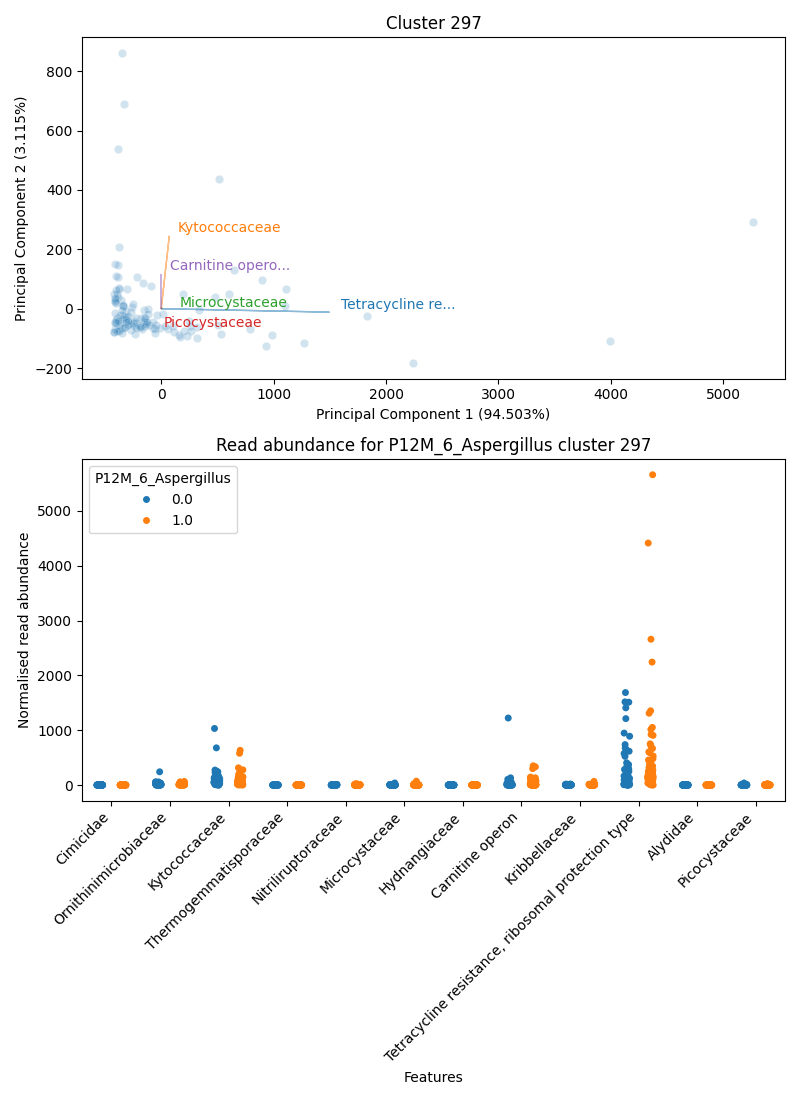 Cluster 297
Principal Component 2 (3.115%)
800
600
400
200
0
−200
Kytococcaceae
Carnitine opero...
Microcystaceae
Tetracycline re...
Picocystaceae
0
1000
2000
3000
4000
5000
Principal Component 1 (94.503%)
Read abundance for P12M_6_Aspergillus cluster 297
Normalised read abundance
P12M_6_Aspergillus
0.0
1.0
5000
4000
3000
2000
1000
0
Cimicidae
Ornithinimicrobiaceae
Kytococcaceae
Thermogemmatisporaceae
Nitriliruptoraceae
Microcystaceae
Hydnangiaceae
Carnitine operon
Kribbellaceae
Tetracycline resistance, ribosomal protection type
Alydidae
Picocystaceae
Features